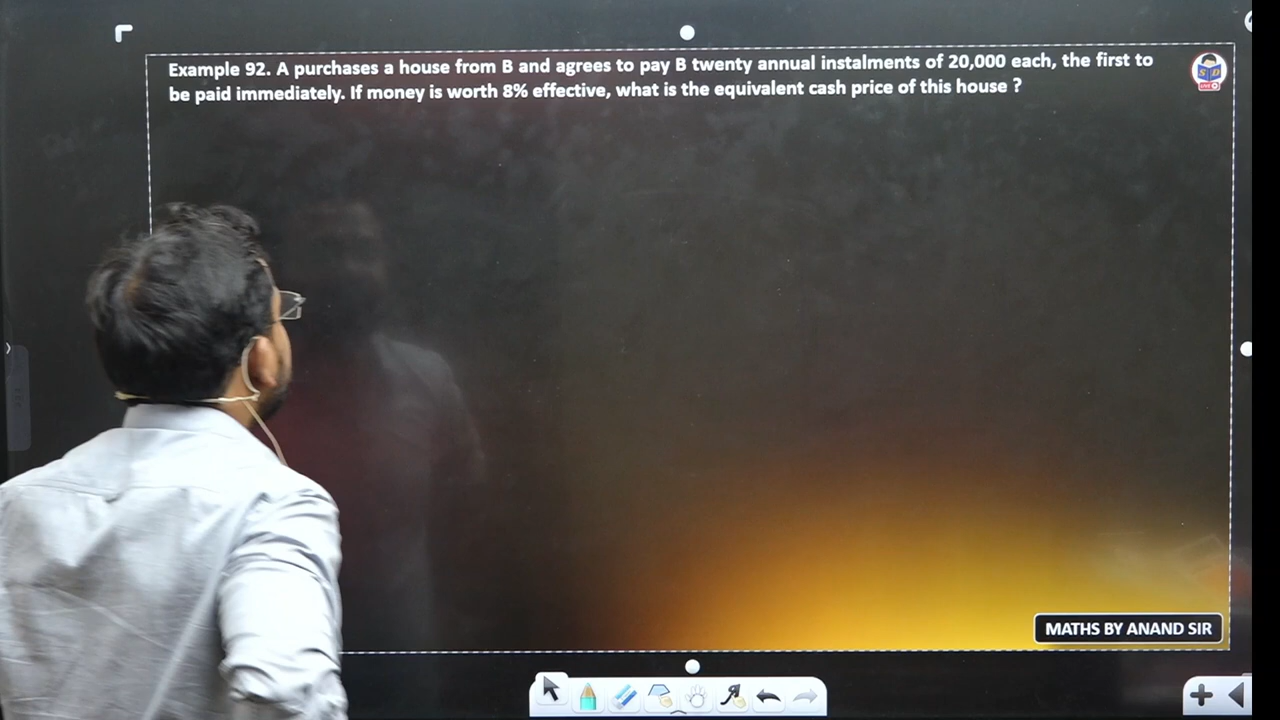 Example 92. A purchases a house from B and agrees to pay B twenty annual instalments of 20,000 each, the first to
be paid immediately. If money is worth 8% effective, what is the equivalent cash price of this house ?
MATHS BY ANAND SIR